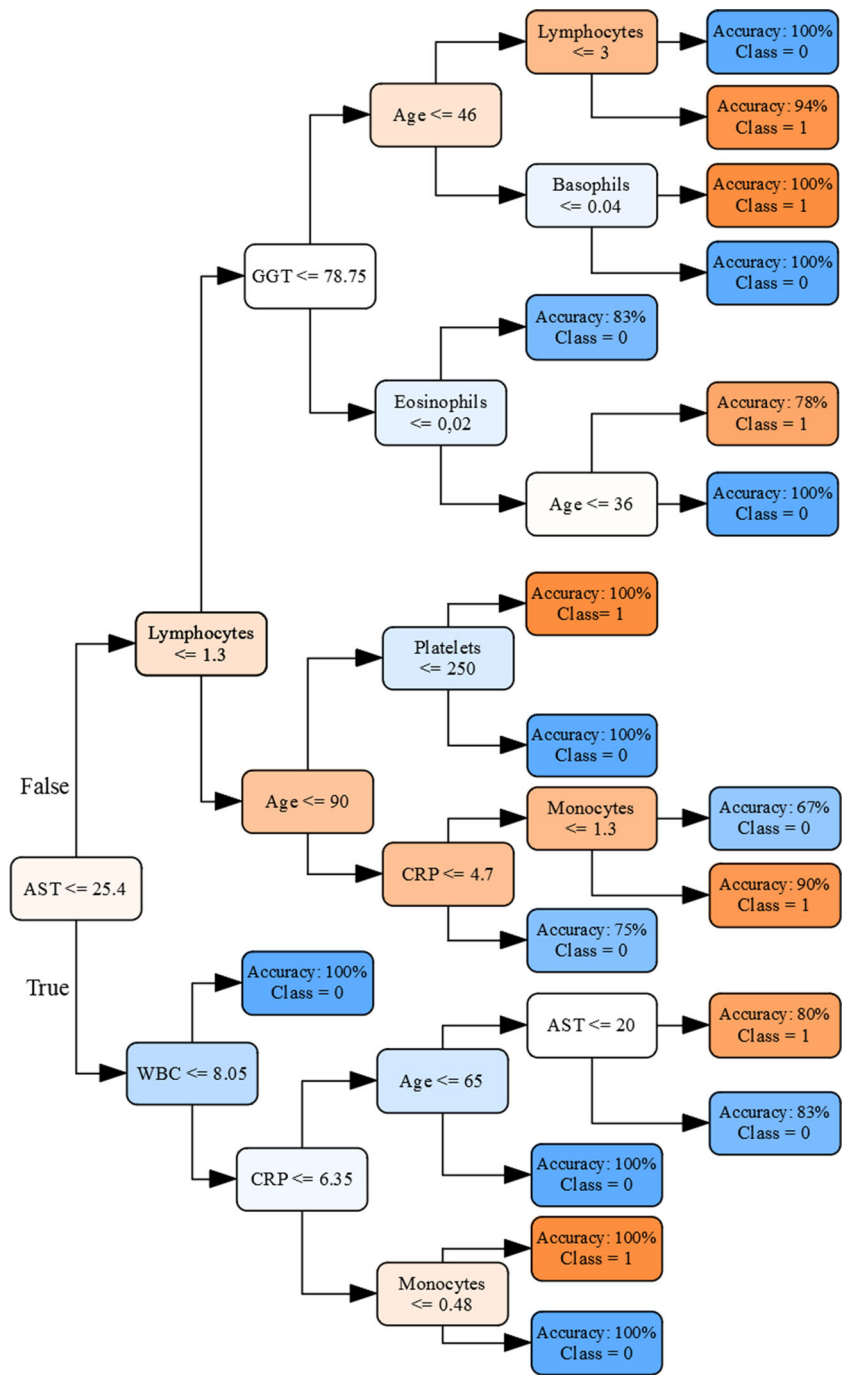 Lymphocytes
<= 3
Accuracy: 100%
Class = 0
Age <= 46
Accuracy: 94%
Class = 1
Basophils
<= 0.04
Accuracy: 100%
Class = 1
GGT <= 78.75
Accuracy: 100%
Class = 0
Accuracy: 83%
Class = 0
Eosinophils
<= 0,02
Accuracy: 78%
Class = 1
Age <= 36
Accuracy: 100%
Class = 0
Lymphocytes
<= 1.3
Accuracy: 100%
Class= 1
Platelets
<= 250
Accuracy: 100%
Class = 0
False
Age <= 90
Monocytes
<= 1.3
Accuracy: 67%
Class = 0
AST <= 25.4
CRP <= 4.7
Accuracy: 90%
Class = 1
Accuracy: 75%
Class = 0
True
Accuracy: 100%
Class = 0
AST <= 20
Accuracy: 80%
Class = 1
WBC <= 8.05
Age <= 65
Accuracy: 83%
Class = 0
CRP <= 6.35
Accuracy: 100%
Class = 0
Accuracy: 100%
Class = 1
Monocytes
<= 0.48
Accuracy: 100%
Class = 0